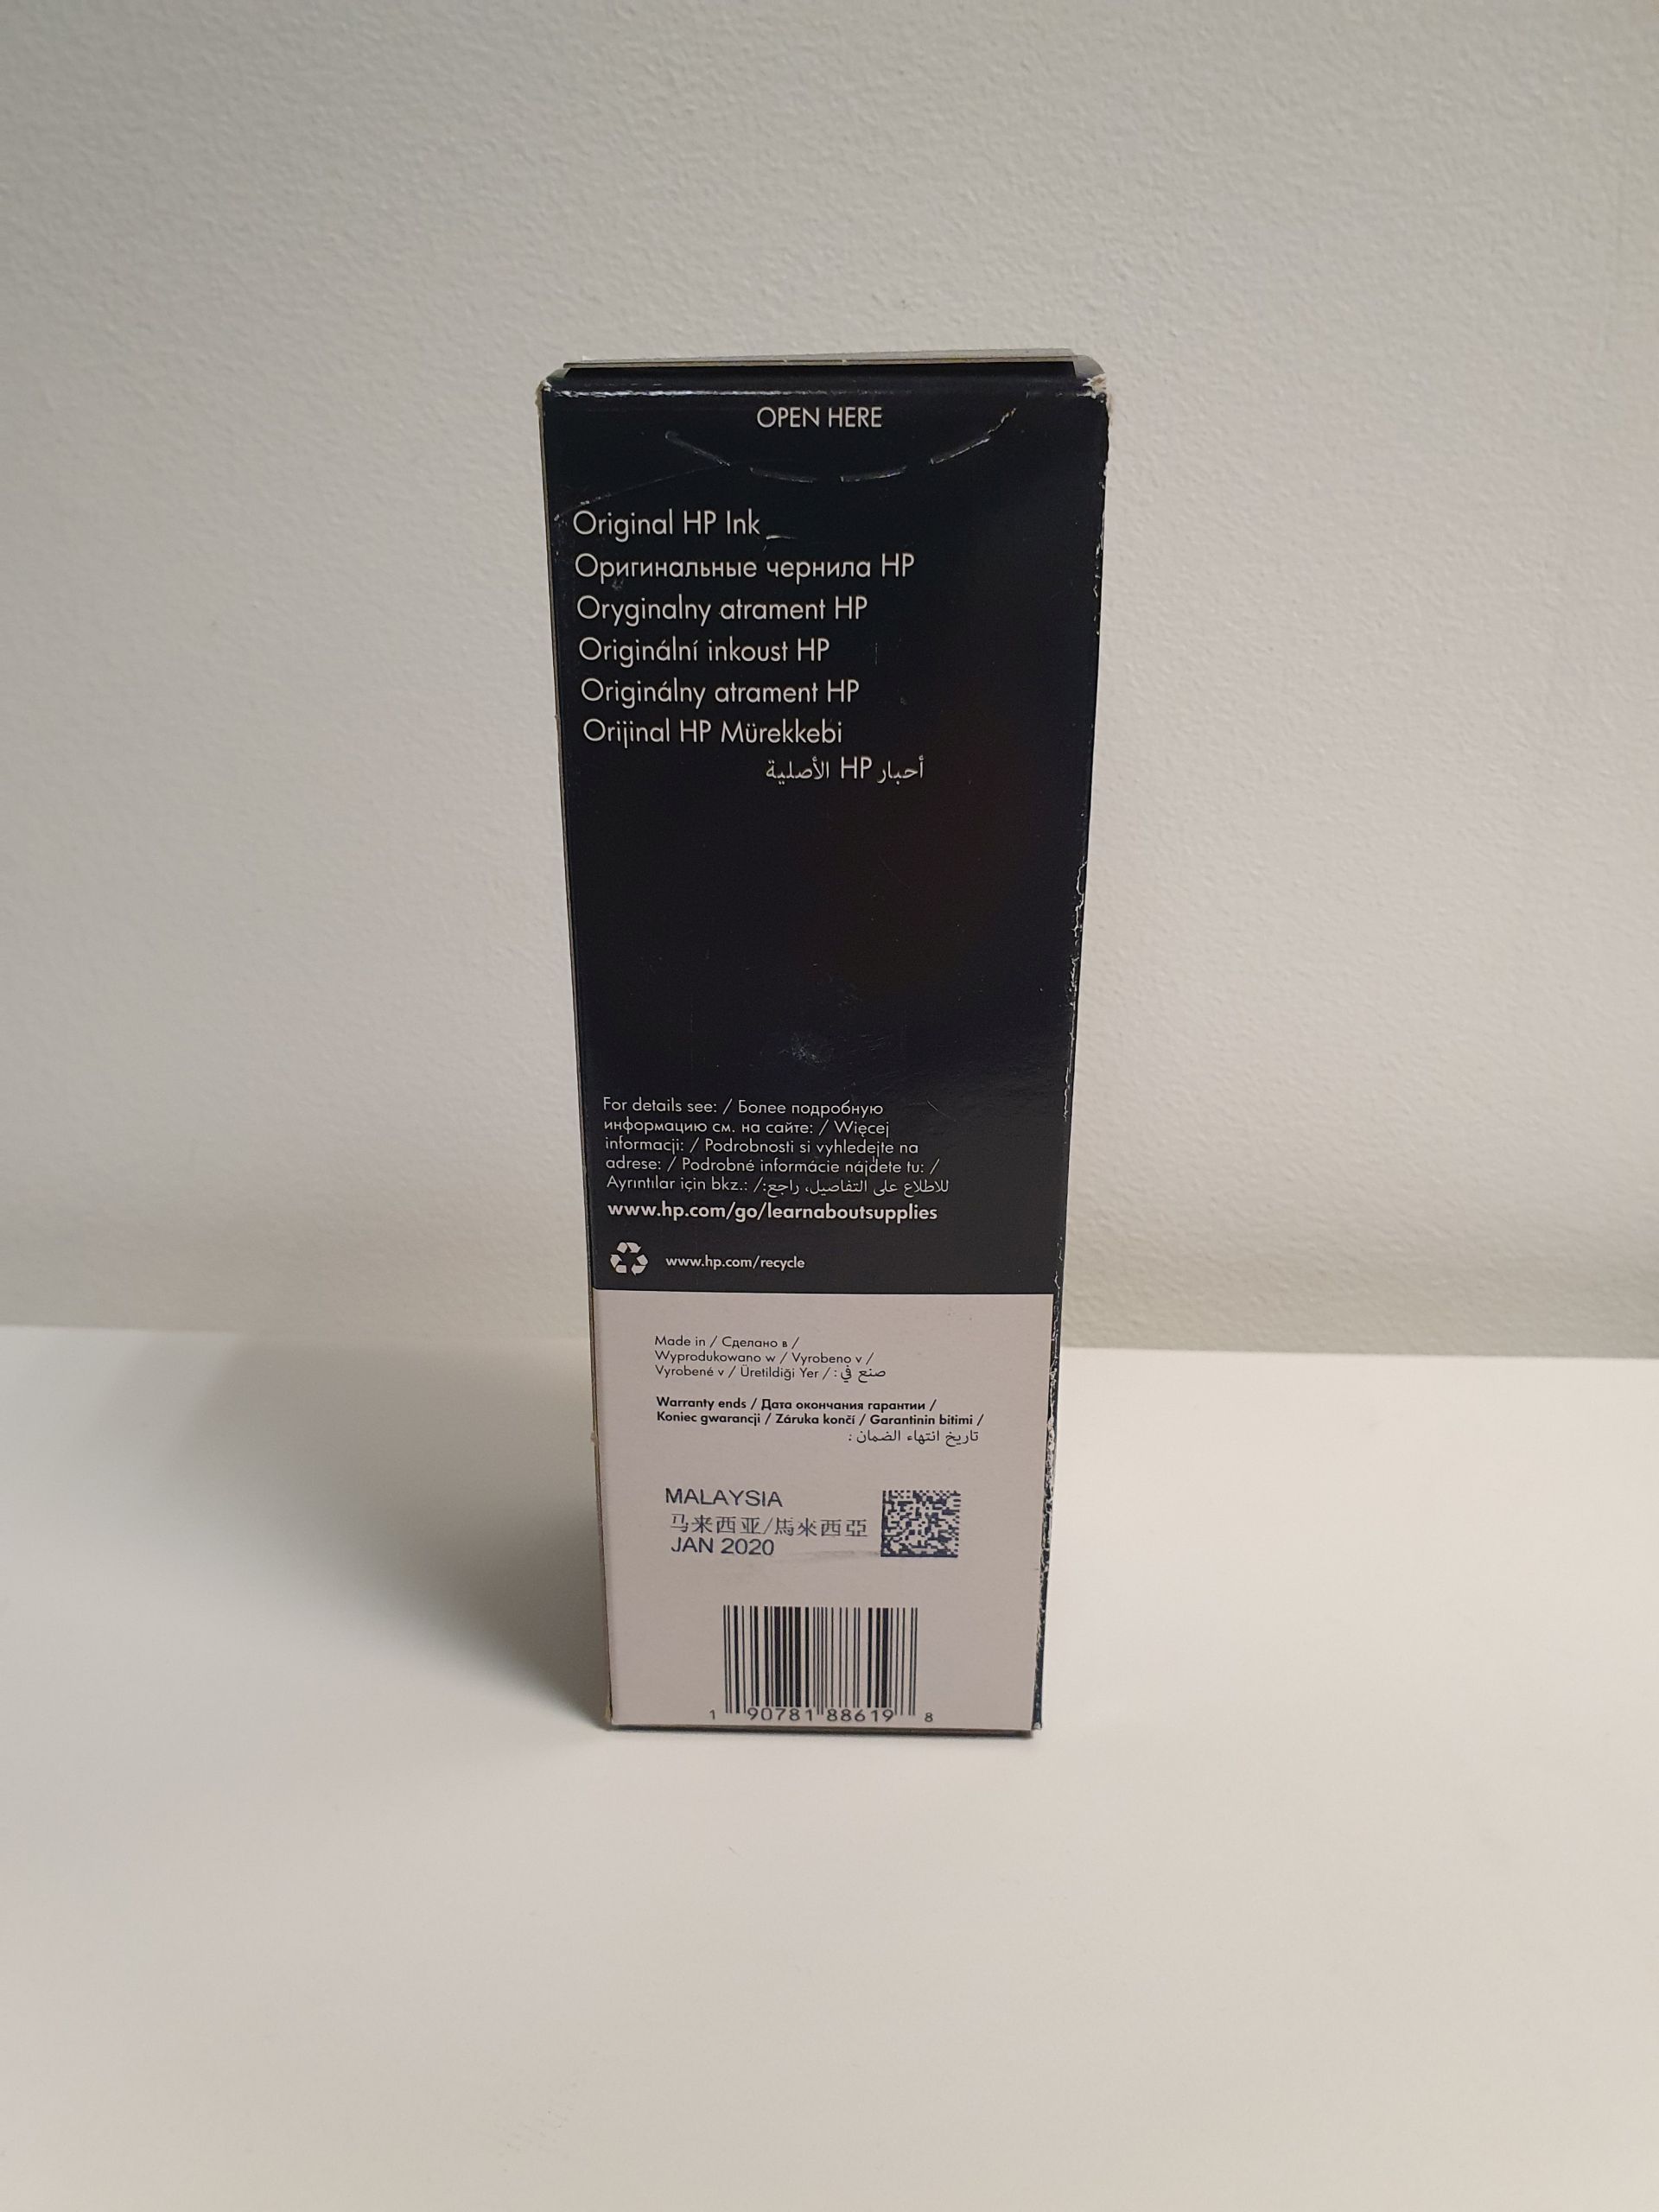 OPEN HERE
Original HP Ink
Оригинальные чернила HP
Oryginalny atrament HP
Originální inkoust HP
Originálny atrament HP
Orijinal HP Mürekkebi
أحبار HP الأصلية
For details see: / Более подробную
информацию см. на сайте: / Więcej
informacji: / Podrobnosti si vyhledejte na
adrese: / Podrobné informácie nájdete tu: /
Ayrıntılar için bkz.: /للاطلاع على التفاصيل، راجع:
www.hp.com/go/learnaboutsupplies
www.hp.com/recycle
Made in / Сделано в /
Wyprodukowano w / Vyrobeno v /
Vyrobené v / Üretildiği Yer / صنع في :
Warranty ends / Дата окончания гарантии /
Koniec gwarancji / Záruka končí / Garantinin bitimi /
تاريخ انتهاء الضمان :
MALAYSIA
马来西亚/馬來西亞
JAN 2020
1 90781 88619 8